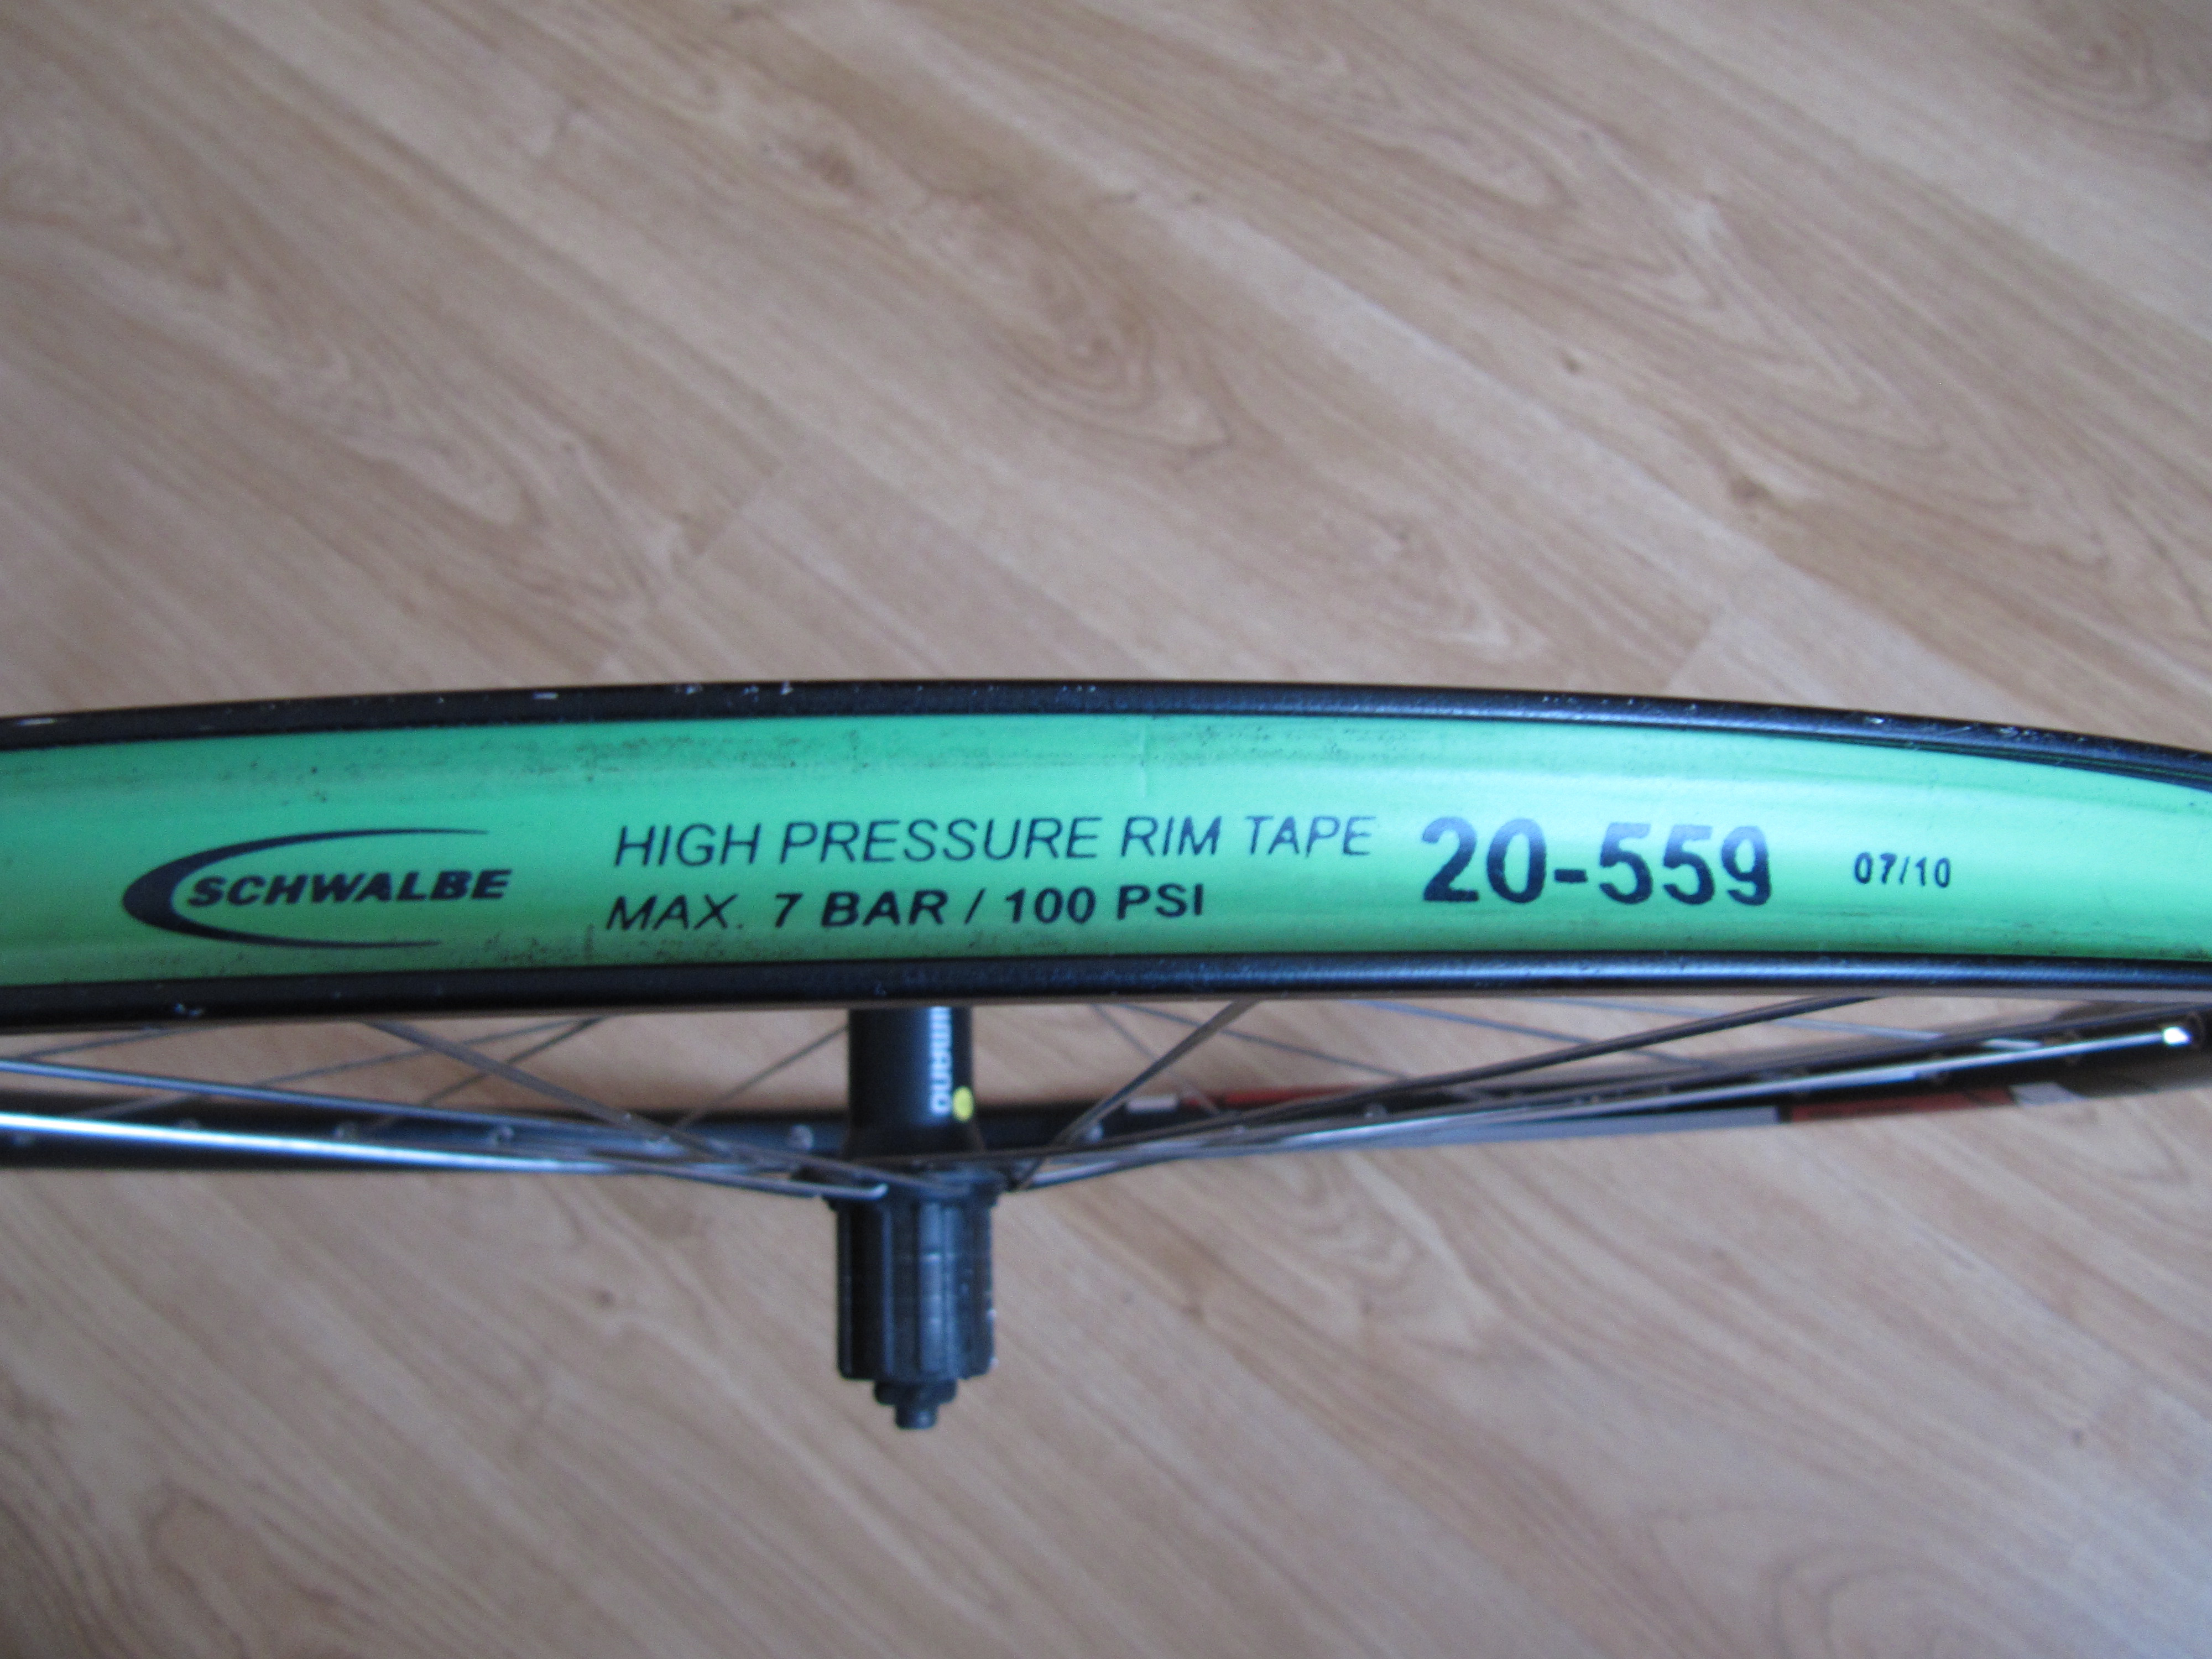 SCHWALBE
HIGH PRESSURE RIM TAPE
MAX. 7 BAR / 100 PSI
20-559
07/10